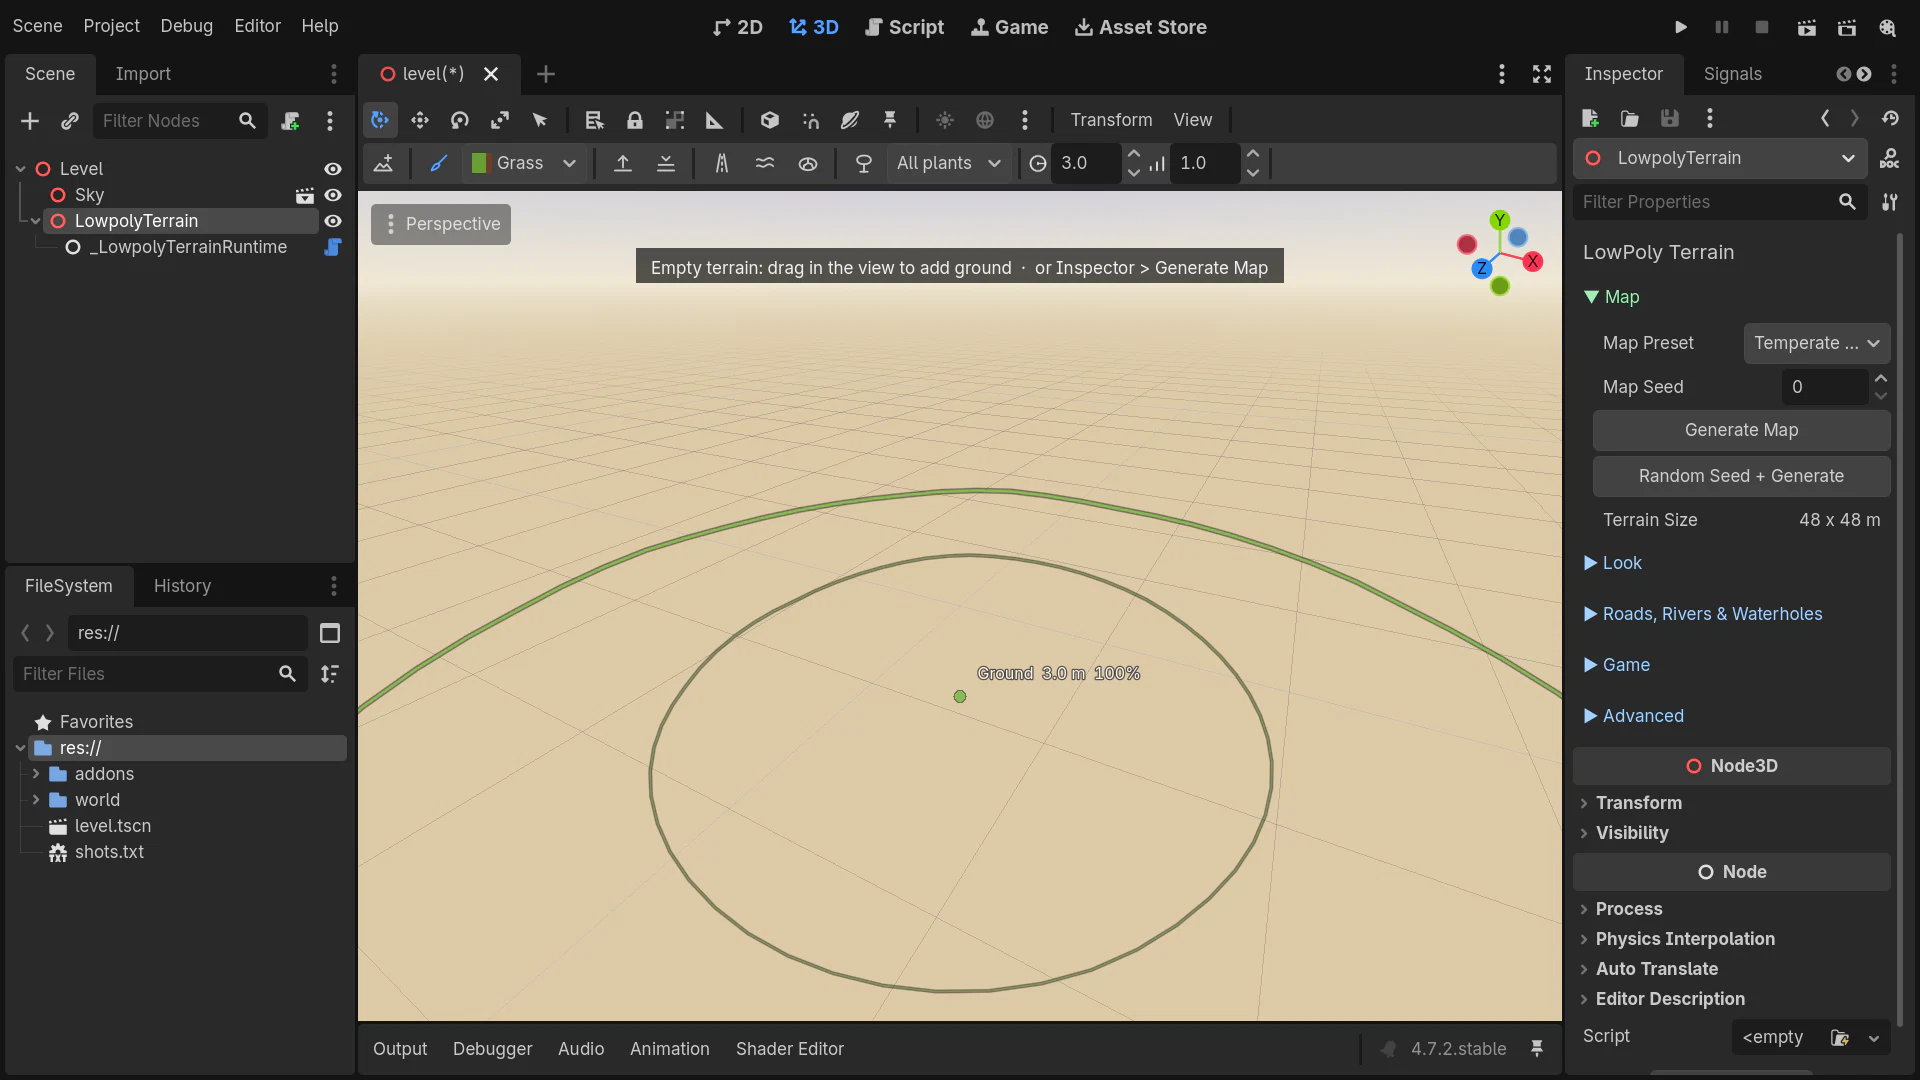 Scene Project Debug Editor Help
2D 3D Script Game Asset Store
Scene Import
level(*)
Inspector Signals
Filter Nodes
Transform View
Grass
All plants
3.0
1.0
LowpolyTerrain
Filter Properties
Level
Sky
LowpolyTerrain
_LowpolyTerrainRuntime
Perspective
Empty terrain: drag in the view to add ground · or Inspector > Generate Map
Y
X
Z
Ground 3.0 m 100%
LowPoly Terrain
Map
Map Preset Temperate ...
Map Seed 0
Generate Map
Random Seed + Generate
Terrain Size 48 x 48 m
Look
Roads, Rivers & Waterholes
Game
Advanced
Node3D
Transform
Visibility
Node
Process
Physics Interpolation
Auto Translate
Editor Description
Script <empty
FileSystem History
res://
Filter Files
Favorites
res://
addons
world
level.tscn
shots.txt
Output Debugger Audio Animation Shader Editor
4.7.2.stable